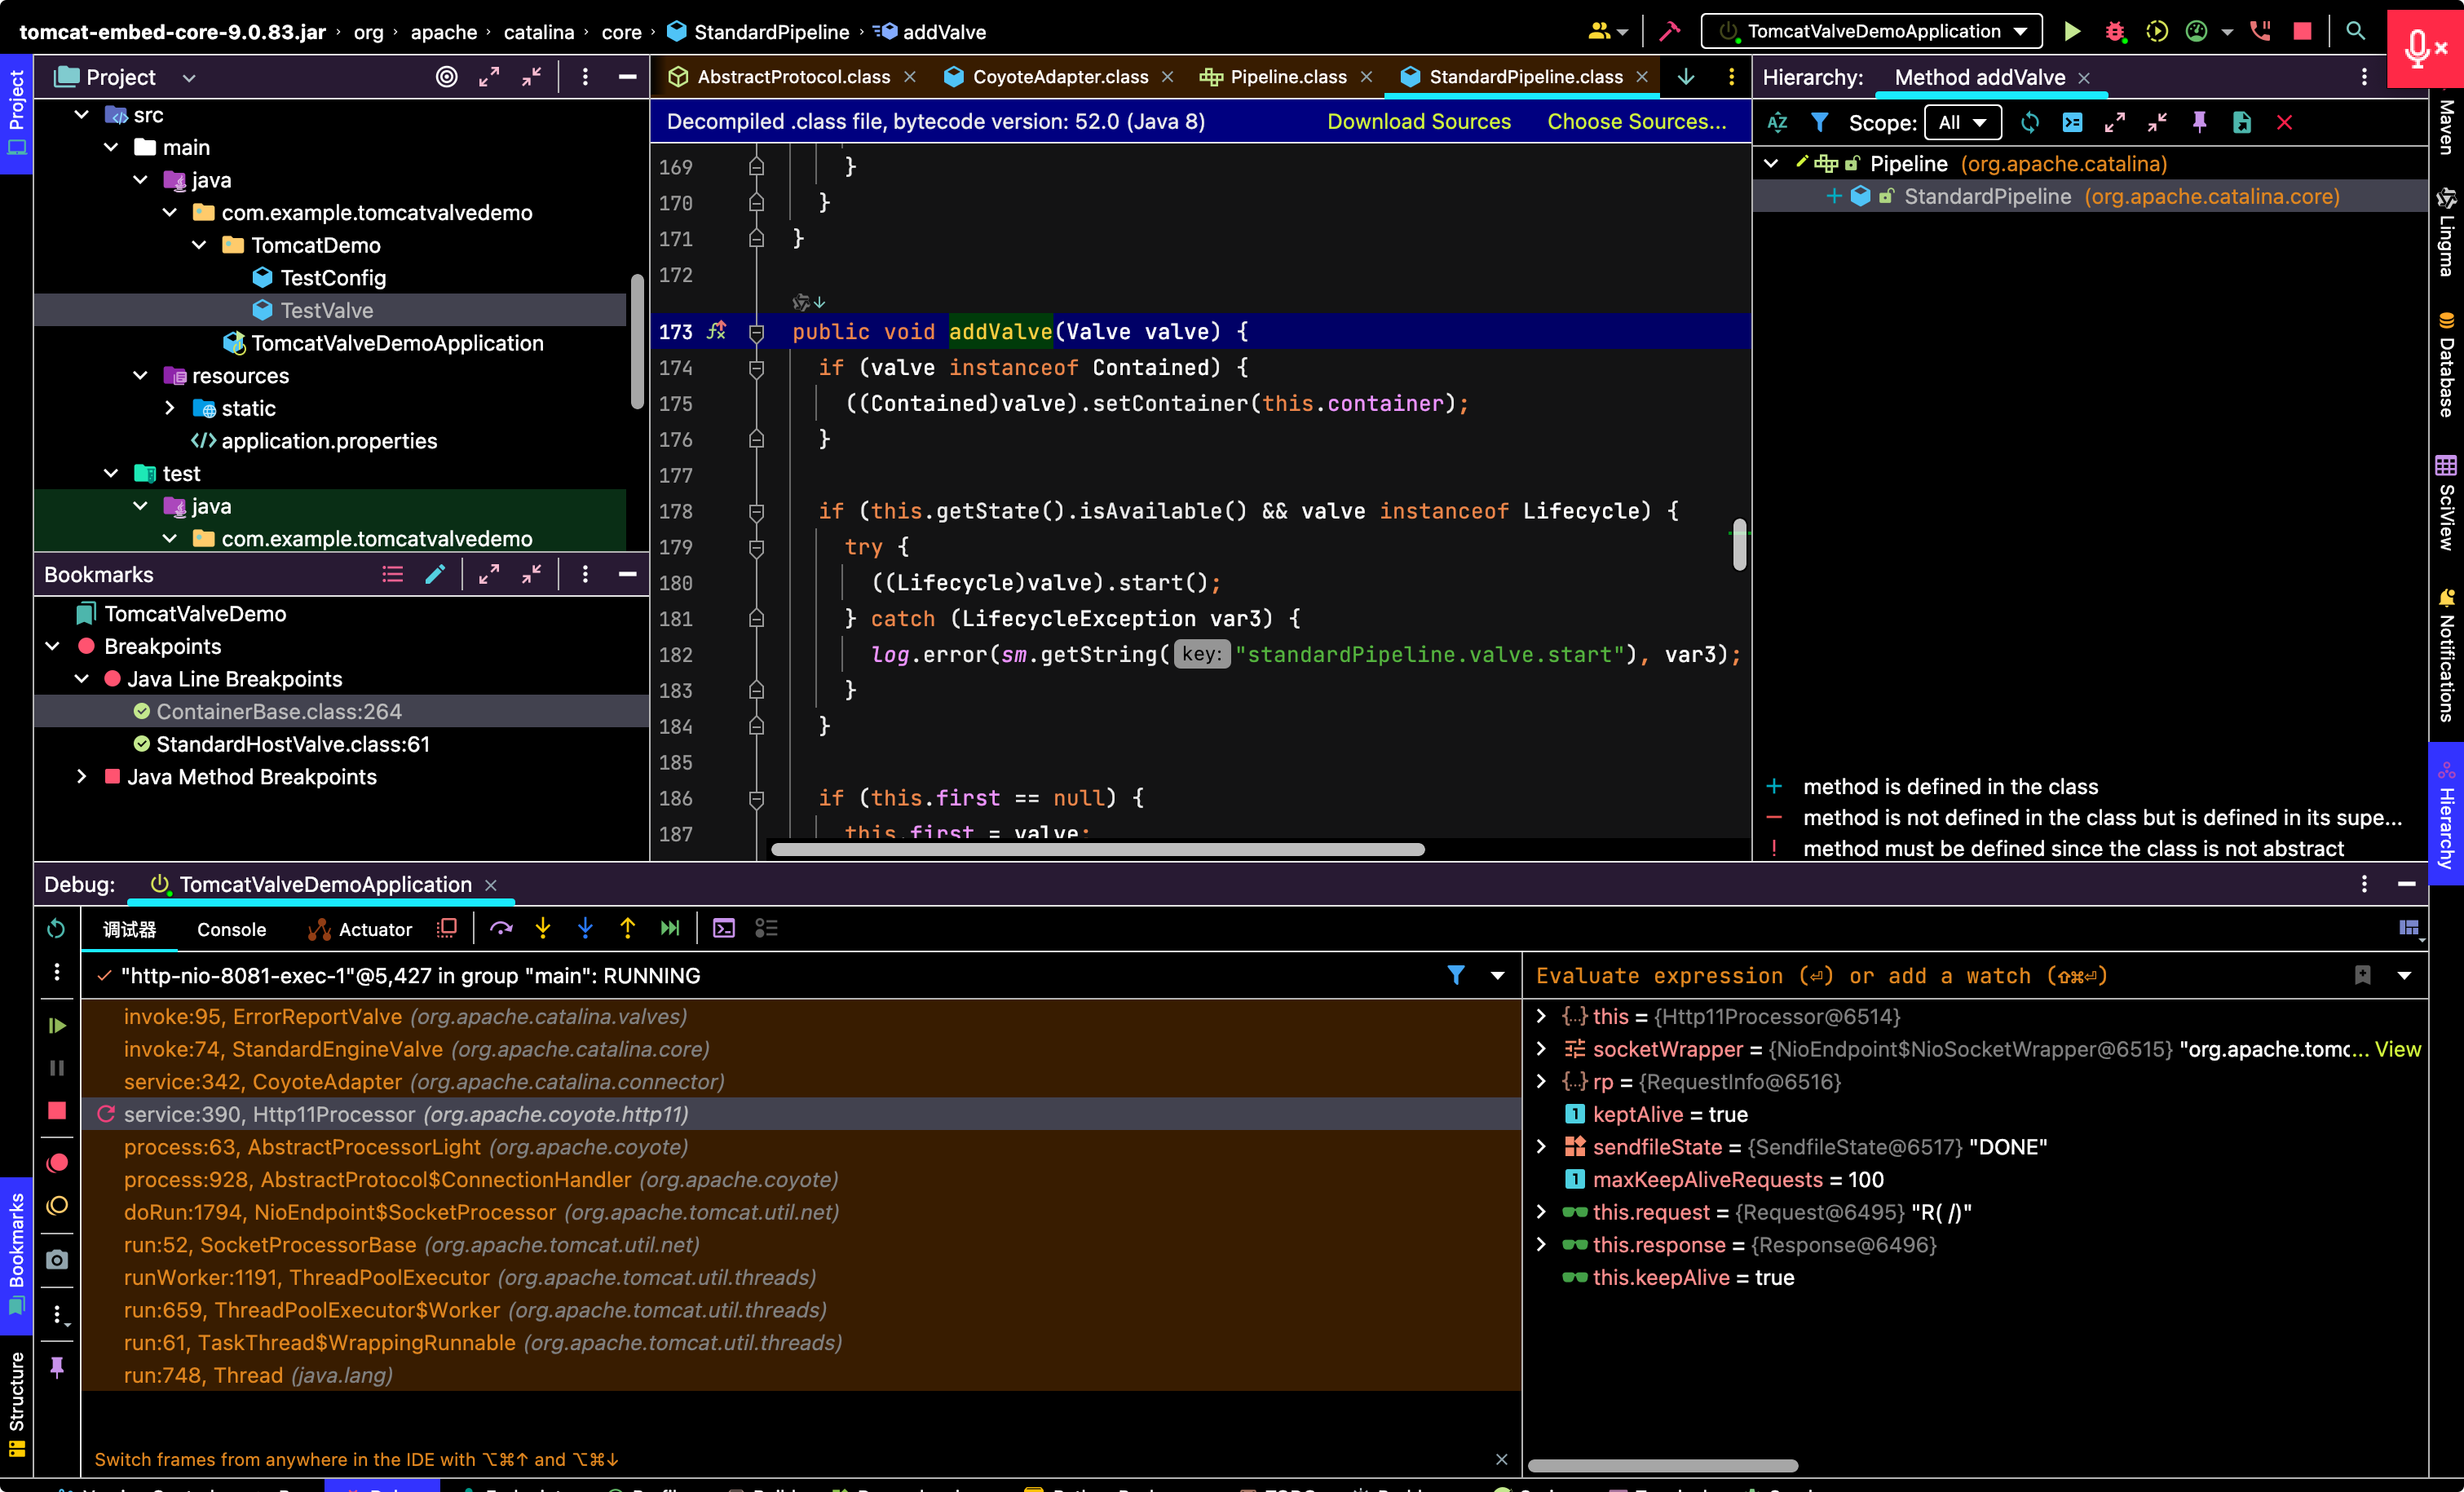 tomcat-embed-core-9.0.83.jar › org › apache › catalina › core › StandardPipeline › addValve
TomcatValveDemoApplication
Project
Project
src
main
java
com.example.tomcatvalvedemo
TomcatDemo
TestConfig
TestValve
TomcatValveDemoApplication
resources
static
application.properties
test
java
com.example.tomcatvalvedemo
Bookmarks
TomcatValveDemo
Breakpoints
Java Line Breakpoints
ContainerBase.class:264
StandardHostValve.class:61
Java Method Breakpoints
AbstractProtocol.class
CoyoteAdapter.class
Pipeline.class
StandardPipeline.class
Decompiled .class file, bytecode version: 52.0 (Java 8)
Download Sources
Choose Sources...
169 }
170 }
171 }
172
173 public void addValve(Valve valve) {
174 if (valve instanceof Contained) {
175 ((Contained)valve).setContainer(this.container);
176 }
177
178 if (this.getState().isAvailable() && valve instanceof Lifecycle) {
179 try {
180 ((Lifecycle)valve).start();
181 } catch (LifecycleException var3) {
182 log.error(sm.getString( key: "standardPipeline.valve.start"), var3);
183 }
184 }
185
186 if (this.first == null) {
187 this.first = valve;
Hierarchy:
Method addValve
Scope:
All
Pipeline (org.apache.catalina)
StandardPipeline (org.apache.catalina.core)
+ method is defined in the class
− method is not defined in the class but is defined in its supe...
! method must be defined since the class is not abstract
Maven
Lingma
Database
SciView
Notifications
Hierarchy
Debug:
TomcatValveDemoApplication
调试器
Console
Actuator
"http-nio-8081-exec-1"@5,427 in group "main": RUNNING
invoke:95, ErrorReportValve (org.apache.catalina.valves)
invoke:74, StandardEngineValve (org.apache.catalina.core)
service:342, CoyoteAdapter (org.apache.catalina.connector)
service:390, Http11Processor (org.apache.coyote.http11)
process:63, AbstractProcessorLight (org.apache.coyote)
process:928, AbstractProtocol$ConnectionHandler (org.apache.coyote)
doRun:1794, NioEndpoint$SocketProcessor (org.apache.tomcat.util.net)
run:52, SocketProcessorBase (org.apache.tomcat.util.net)
runWorker:1191, ThreadPoolExecutor (org.apache.tomcat.util.threads)
run:659, ThreadPoolExecutor$Worker (org.apache.tomcat.util.threads)
run:61, TaskThread$WrappingRunnable (org.apache.tomcat.util.threads)
run:748, Thread (java.lang)
Switch frames from anywhere in the IDE with ⌥⌘↑ and ⌥⌘↓
Evaluate expression (⏎) or add a watch (⇧⌘⏎)
this = {Http11Processor@6514}
socketWrapper = {NioEndpoint$NioSocketWrapper@6515} "org.apache.tomc... View
rp = {RequestInfo@6516}
keptAlive = true
sendfileState = {SendfileState@6517} "DONE"
maxKeepAliveRequests = 100
this.request = {Request@6495} "R( /)"
this.response = {Response@6496}
this.keepAlive = true
Bookmarks
Structure